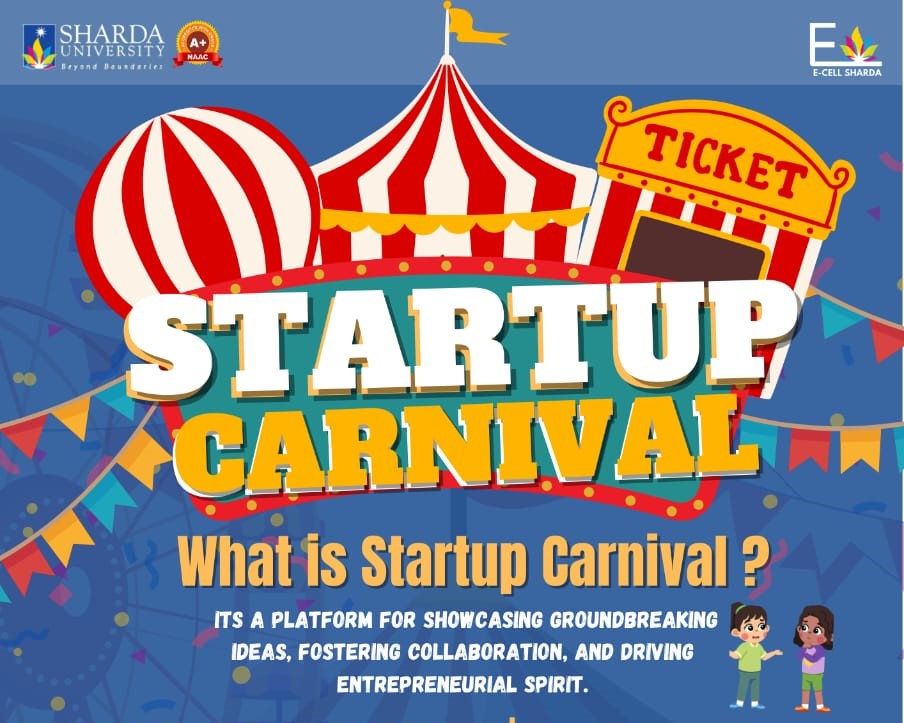 SHARDA
UNIVERSITY
Beyond Boundaries
A+
NAAC
E
E-CELL SHARDA
TICKET
STARTUP
CARNIVAL
What is Startup Carnival ?
ITS A PLATFORM FOR SHOWCASING GROUNDBREAKING
IDEAS, FOSTERING COLLABORATION, AND DRIVING
ENTREPRENEURIAL SPIRIT.